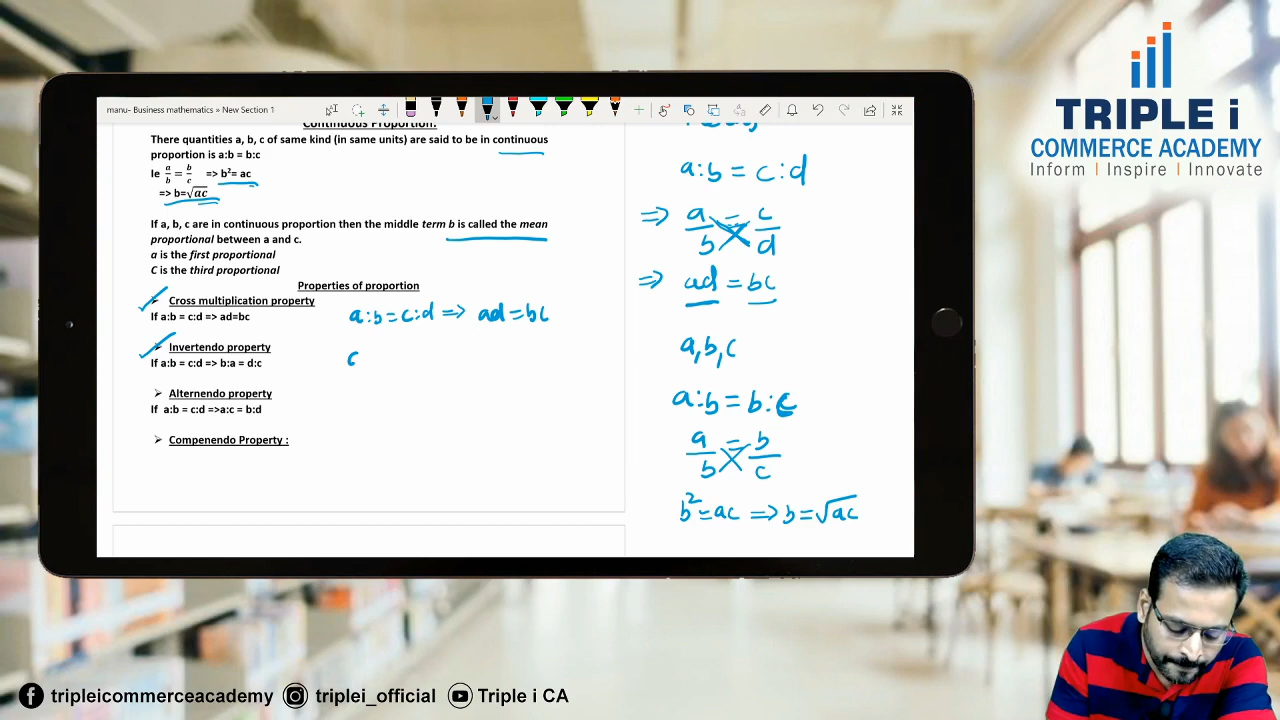 manu- Business mathematics » New Section 1
Continuous Proportion:
There quantities a, b, c of same kind (in same units) are said to be in continuous
proportion is a:b = b:c
Ie a/b = b/c => b²= ac
=> b=√ac
If a, b, c are in continuous proportion then the middle term b is called the mean
proportional between a and c.
a is the first proportional
C is the third proportional
Properties of proportion
➢ Cross multiplication property
If a:b = c:d => ad=bc
a:b = c:d => ad = bc
➢ Invertendo property
If a:b = c:d => b:a = d:c
c
➢ Alternendo property
If a:b = c:d =>a:c = b:d
➢ Compenendo Property :
a:b = c:d
=> a/b = c/d
=> ad = bc
a,b,c
a:b = b:c
a/b = b/c
b² = ac => b = √ac
TRIPLE i
COMMERCE ACADEMY
Inform | Inspire | Innovate
tripleicommerceacademy triplei_official Triple i CA